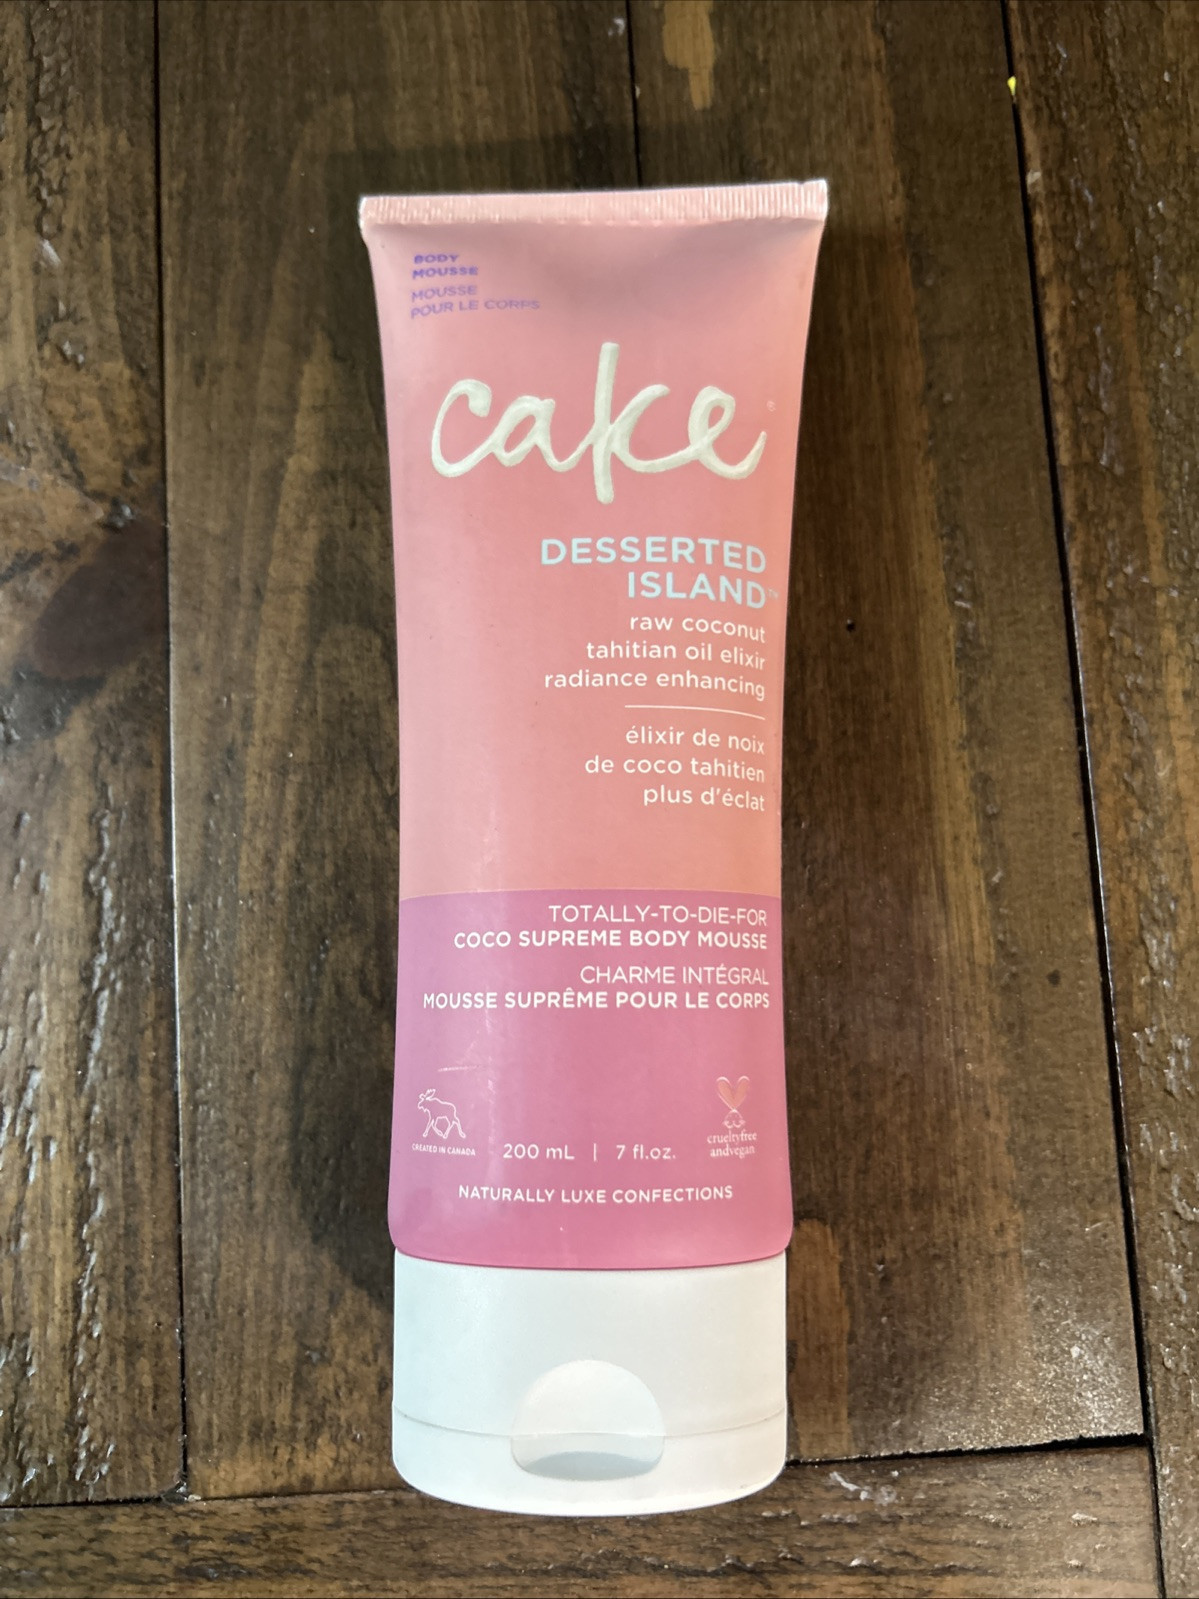 BODY
MOUSSE
MOUSSE
POUR LE CORPS
cake®
DESSERTED
ISLAND™
raw coconut
tahitian oil elixir
radiance enhancing
élixir de noix
de coco tahitien
plus d'éclat
TOTALLY-TO-DIE-FOR
COCO SUPREME BODY MOUSSE
CHARME INTÉGRAL
MOUSSE SUPRÊME POUR LE CORPS
CREATED IN CANADA
200 mL | 7 fl.oz.
crueltyfree
andvegan
NATURALLY LUXE CONFECTIONS